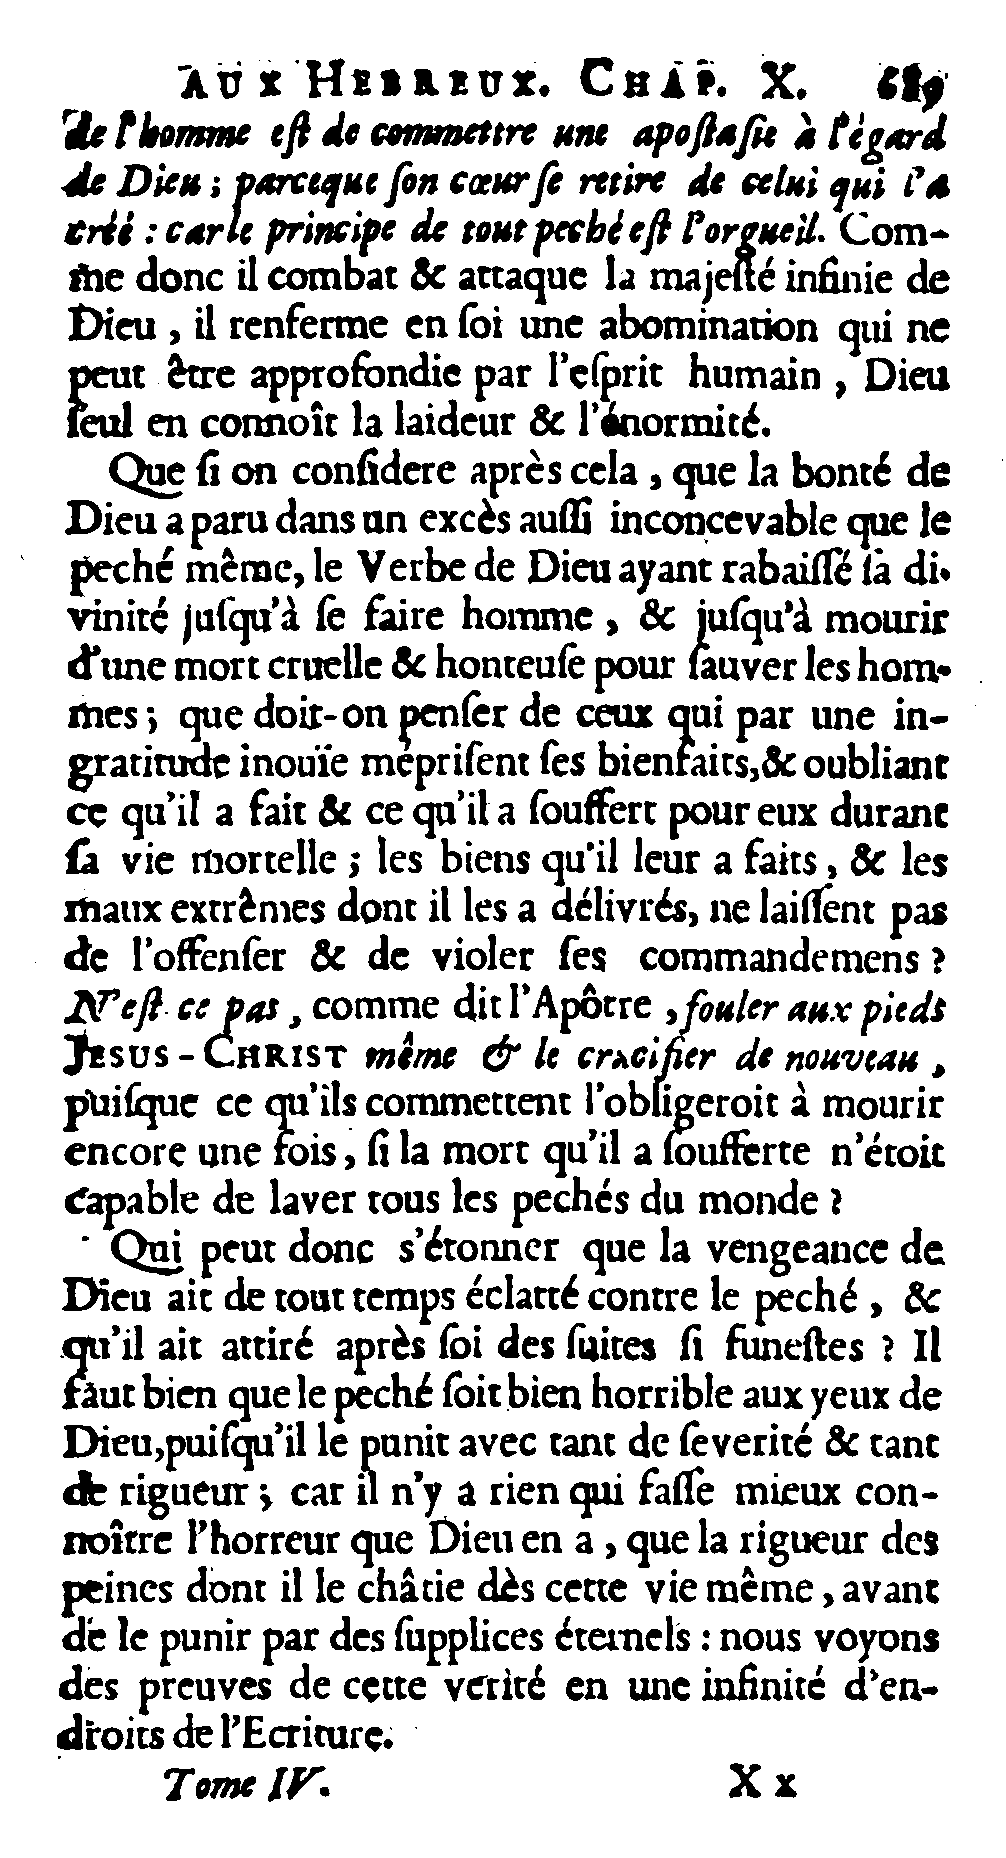 AUX HEBREUX. CHAP. X. 689
de l'homme eſt de commettre une apoſtaſie à l'égard
de Dieu ; parceque ſon cœur ſe retire de celui qui l'a
créé : car le principe de tout peché eſt l'orgueil. Com-
me donc il combat & attaque la majeſté infinie de
Dieu , il renferme en ſoi une abomination qui ne
peut être approfondie par l'eſprit humain , Dieu
ſeul en connoît la laideur & l'énormité.
Que ſi on conſidere après cela , que la bonté de
Dieu a paru dans un excès auſſi inconcevable que le
peché même, le Verbe de Dieu ayant rabaiſſé ſa di-
vinité juſqu'à ſe faire homme , & juſqu'à mourir
d'une mort cruelle & honteuſe pour ſauver les hom-
mes ; que doit-on penſer de ceux qui par une in-
gratitude inouïe mépriſent ſes bienfaits, & oubliant
ce qu'il a fait & ce qu'il a ſouffert pour eux durant
ſa vie mortelle ; les biens qu'il leur a faits , & les
maux extrêmes dont il les a délivrés, ne laiſſent pas
de l'offenſer & de violer ſes commandemens ?
N'eſt ce pas , comme dit l'Apôtre , fouler aux pieds
JESUS-CHRIST même & le crucifier de nouveau ,
puiſque ce qu'ils commettent l'obligeroit à mourir
encore une fois , ſi la mort qu'il a ſoufferte n'étoit
capable de laver tous les pechés du monde ?
Qui peut donc s'étonner que la vengeance de
Dieu ait de tout temps éclatté contre le peché , &
qu'il ait attiré après ſoi des ſuites ſi funeſtes ? Il
faut bien que le peché ſoit bien horrible aux yeux de
Dieu, puiſqu'il le punit avec tant de ſeverité & tant
de rigueur ; car il n'y a rien qui faſſe mieux con-
noître l'horreur que Dieu en a , que la rigueur des
peines dont il le châtie dès cette vie même , avant
de le punir par des ſupplices éternels : nous voyons
des preuves de cette verité en une infinité d'en-
droits de l'Ecriture.
Tome IV. X x